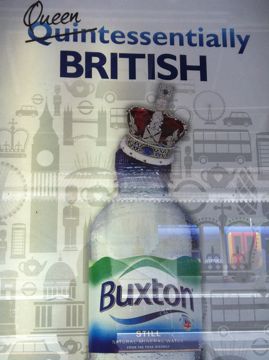 Queen
Quintessentially
BRITISH
Buxton
STILL
NATURAL MINERAL WATER